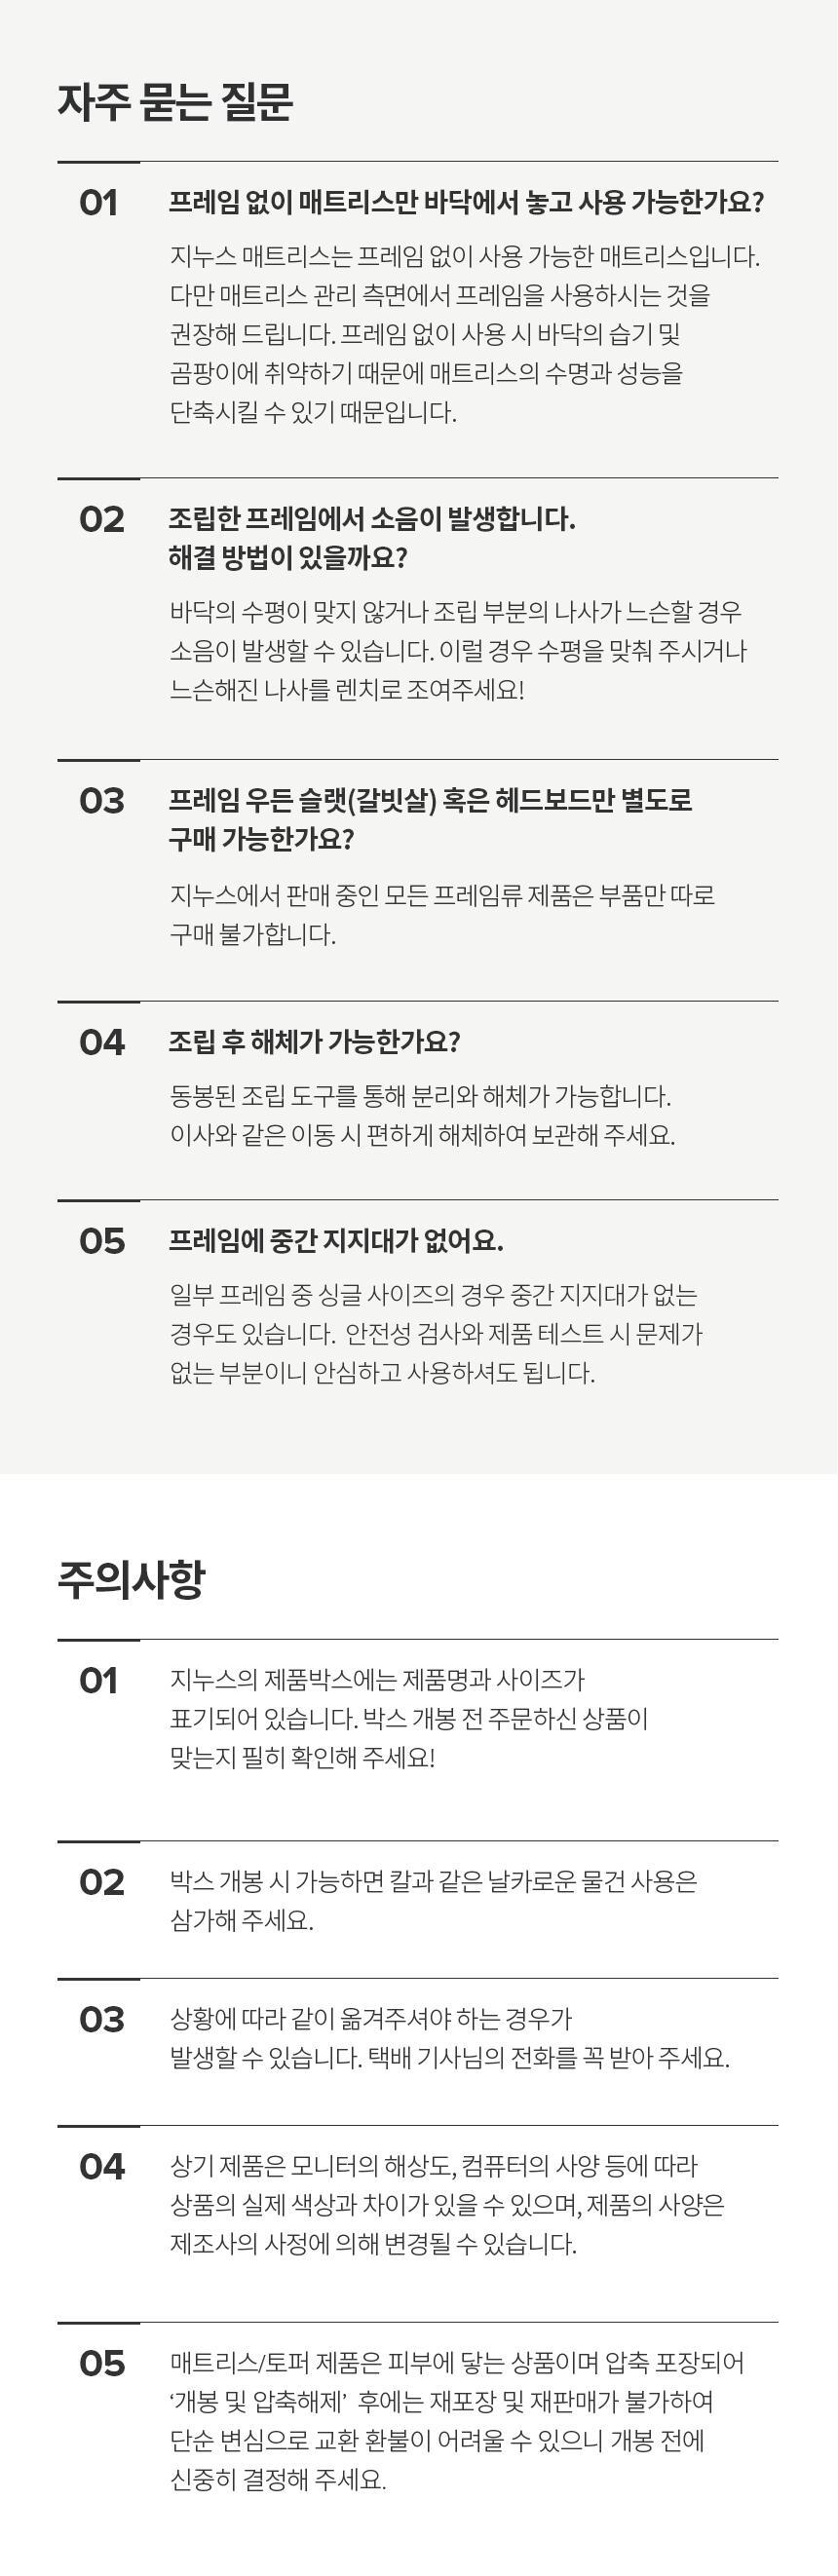 자주 묻는 질문
01
프레임 없이 매트리스만 바닥에서 놓고 사용 가능한가요?
지누스 매트리스는 프레임 없이 사용 가능한 매트리스입니다.
다만 매트리스 관리 측면에서 프레임을 사용하시는 것을
권장해 드립니다. 프레임 없이 사용 시 바닥의 습기 및
곰팡이에 취약하기 때문에 매트리스의 수명과 성능을
단축시킬 수 있기 때문입니다.
02
조립한 프레임에서 소음이 발생합니다.
해결 방법이 있을까요?
바닥의 수평이 맞지 않거나 조립 부분의 나사가 느슨할 경우
소음이 발생할 수 있습니다. 이럴 경우 수평을 맞춰 주시거나
느슨해진 나사를 렌치로 조여주세요!
03
프레임 우든 슬랫(갈빗살) 혹은 헤드보드만 별도로
구매 가능한가요?
지누스에서 판매 중인 모든 프레임류 제품은 부품만 따로
구매 불가합니다.
04
조립 후 해체가 가능한가요?
동봉된 조립 도구를 통해 분리와 해체가 가능합니다.
이사와 같은 이동 시 편하게 해체하여 보관해 주세요.
05
프레임에 중간 지지대가 없어요.
일부 프레임 중 싱글 사이즈의 경우 중간 지지대가 없는
경우도 있습니다. 안전성 검사와 제품 테스트 시 문제가
없는 부분이니 안심하고 사용하셔도 됩니다.
주의사항
01
지누스의 제품박스에는 제품명과 사이즈가
표기되어 있습니다. 박스 개봉 전 주문하신 상품이
맞는지 필히 확인해 주세요!
02
박스 개봉 시 가능하면 칼과 같은 날카로운 물건 사용은
삼가해 주세요.
03
상황에 따라 같이 옮겨주셔야 하는 경우가
발생할 수 있습니다. 택배 기사님의 전화를 꼭 받아 주세요.
04
상기 제품은 모니터의 해상도, 컴퓨터의 사양 등에 따라
상품의 실제 색상과 차이가 있을 수 있으며, 제품의 사양은
제조사의 사정에 의해 변경될 수 있습니다.
05
매트리스/토퍼 제품은 피부에 닿는 상품이며 압축 포장되어
‘개봉 및 압축해제’ 후에는 재포장 및 재판매가 불가하여
단순 변심으로 교환 환불이 어려울 수 있으니 개봉 전에
신중히 결정해 주세요.